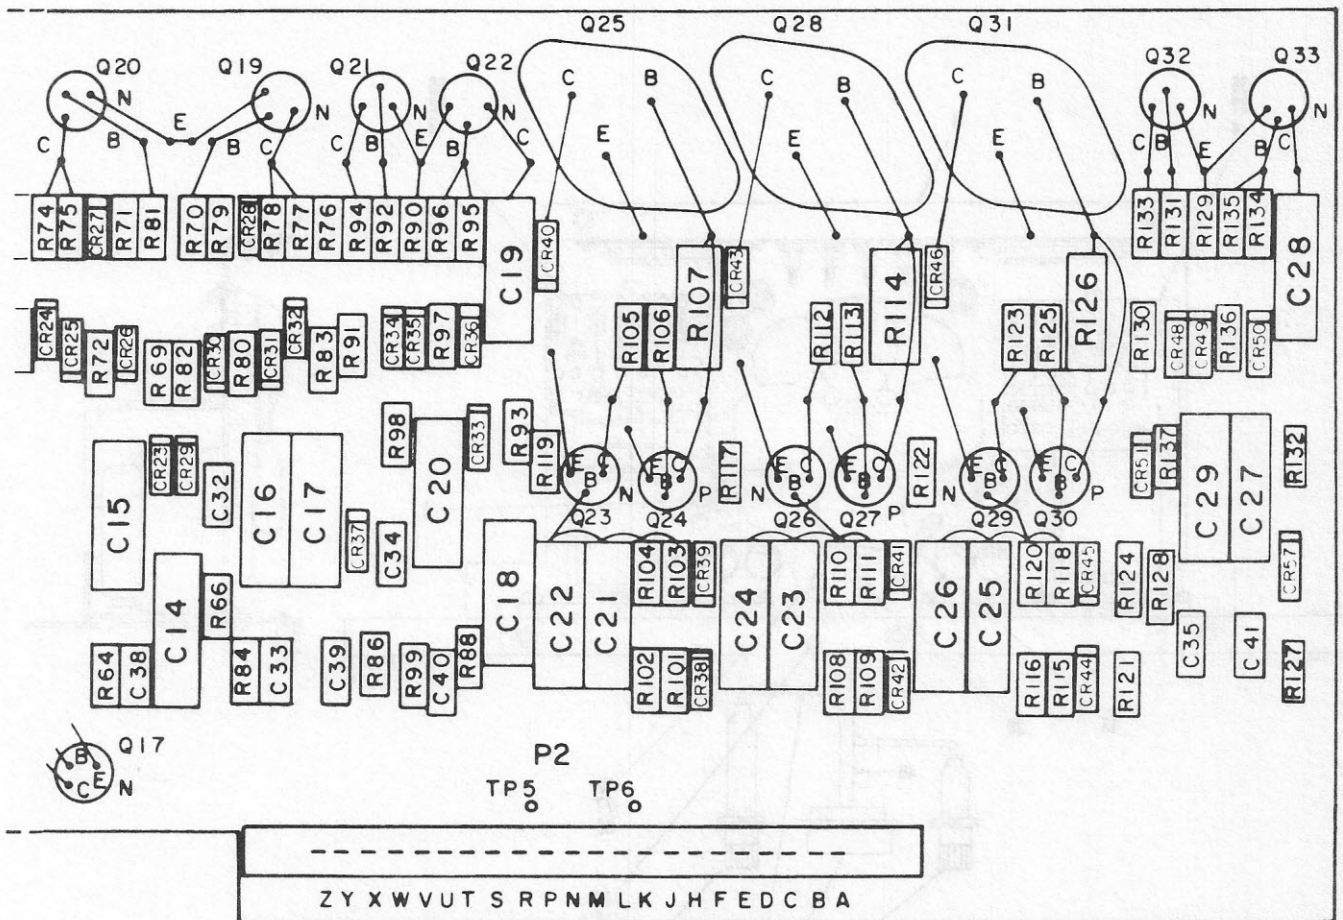 Q25 Q28 Q31
Q20 Q19 Q21 Q22 Q32 Q33
C B C B C B
N N N N N N
E E E E E
C B B C C B B C C B E B C
E
R74 R75 CR27 R71 R81 R70 R79 CR28 R78 R77 R76 R94 R92 R90 R96 R95 C19 CR40 R107 CR43 R114 CR46 R126 R133 R131 R129 R135 R134 C28
CR24 CR25 R72 CR26 R69 R82 CR30 R80 CR31 CR32 R83 R91 CR34 CR35 R97 CR36 R105 R106 R112 R113 R123 R125 R130 CR48 CR49 R136 CR50
C15 CR23 CR29 C32 C16 C17 CR37 R98 C34 C20 CR33 R93 R119 R117 R122 CR51 R137 C29 C27 R132
E C B N E C B P N E C B E C B P N E C B E C B P
Q23 Q24 Q26 Q27 Q29 Q30
C14 R66 C18 C22 C21 R104 R103 CR39 C24 C23 R110 R111 CR41 C26 C25 R120 R118 CR45 R124 R128 CR57
R64 C38 R84 C33 C39 R86 R99 C40 R88 R102 R101 CR38 R108 R109 CR42 R116 R115 CR44 R121 C35 C41 R127
Q17
B
C E N
P2
TP5 TP6
Z Y X W V U T S R P N M L K J H F E D C B A